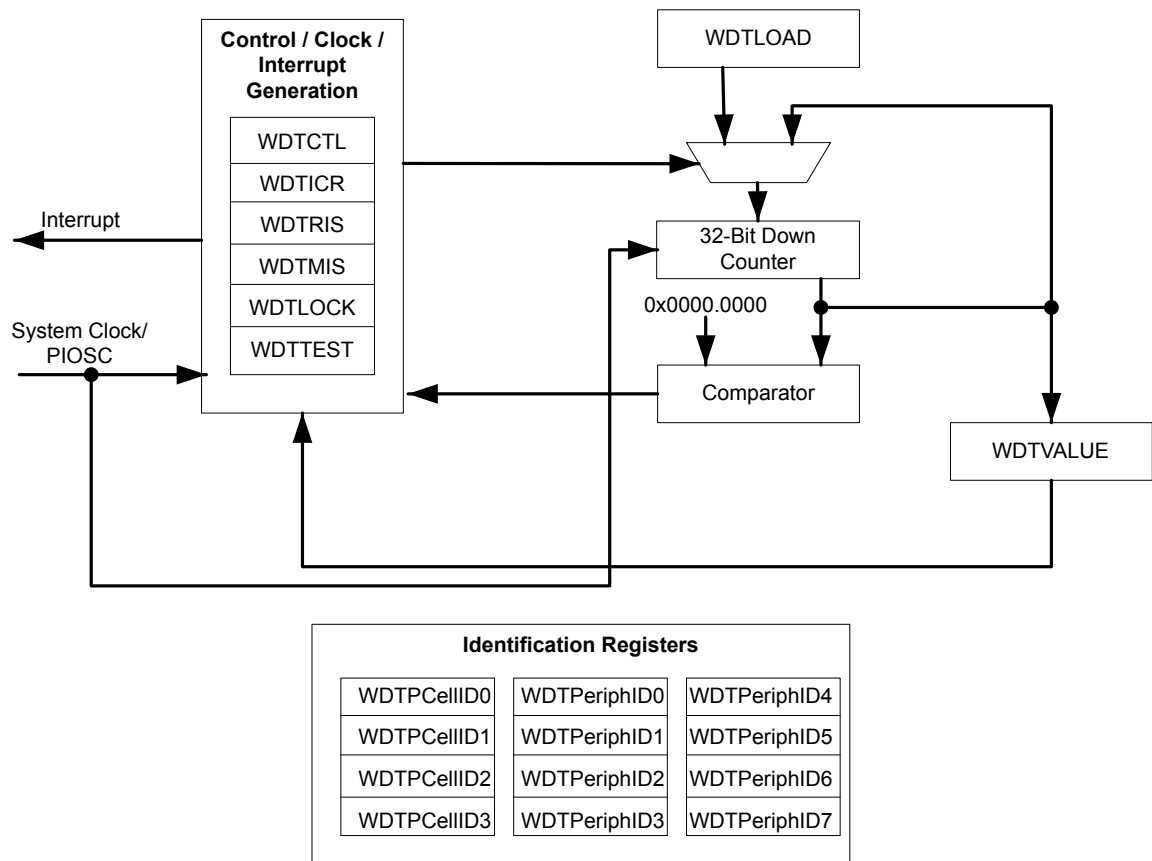 Control / Clock /
Interrupt
Generation
WDTCTL
WDTICR
WDTRIS
WDTMIS
WDTLOCK
WDTTEST
Interrupt
System Clock/
PIOSC
WDTLOAD
32-Bit Down
Counter
0x0000.0000
Comparator
WDTVALUE
Identification Registers
WDTPCellID0
WDTPeriphID0
WDTPeriphID4
WDTPCellID1
WDTPeriphID1
WDTPeriphID5
WDTPCellID2
WDTPeriphID2
WDTPeriphID6
WDTPCellID3
WDTPeriphID3
WDTPeriphID7